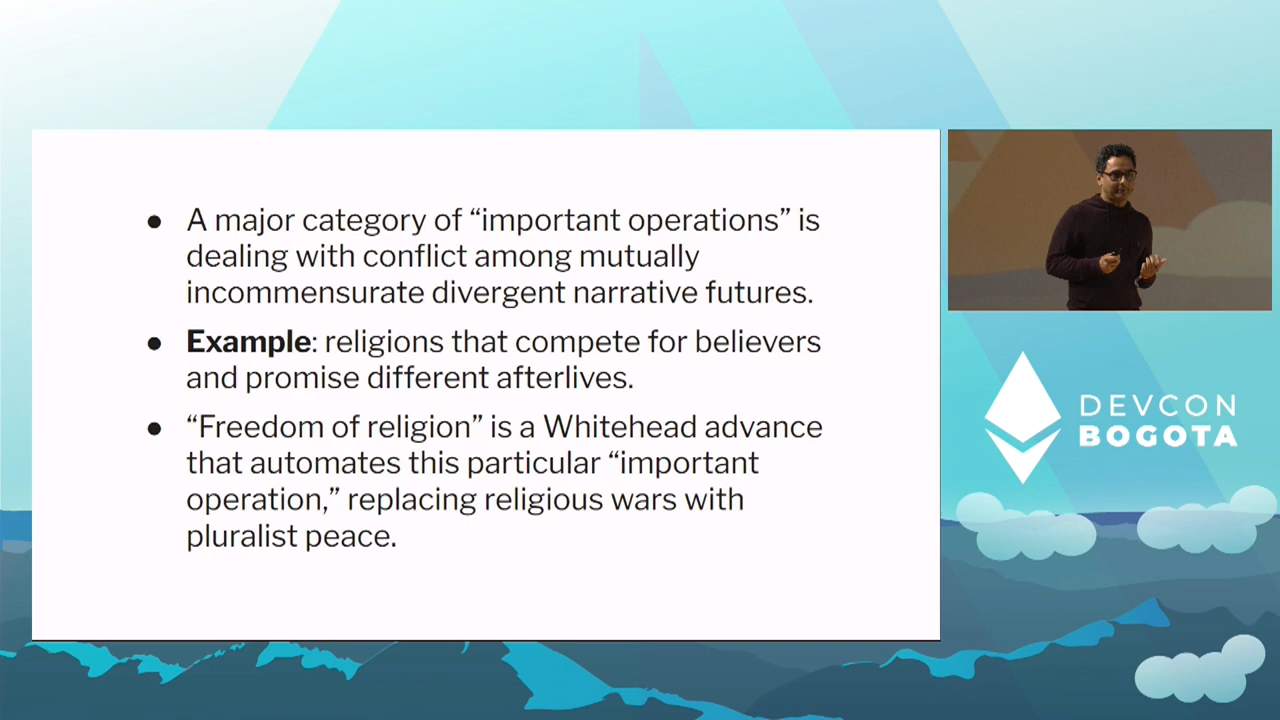 ● A major category of “important operations” is
dealing with conflict among mutually
incommensurate divergent narrative futures.
● Example: religions that compete for believers
and promise different afterlives.
● “Freedom of religion” is a Whitehead advance
that automates this particular “important
operation,” replacing religious wars with
pluralist peace.
DEVCON
BOGOTA